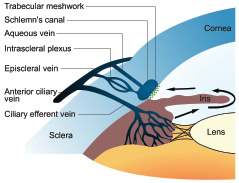 Trabecular meshwork
Schlemn's canal
Aqueous vein
Intrascleral plexus
Episcleral vein
Anterior ciliary
vein
Ciliary efferent vein
Sclera
Cornea
Iris
Lens